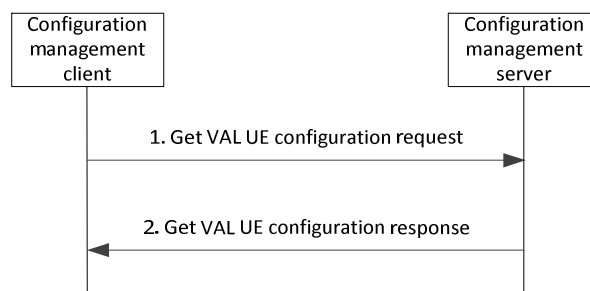 Configuration
management
client
Configuration
management
server
1. Get VAL UE configuration request
2. Get VAL UE configuration response